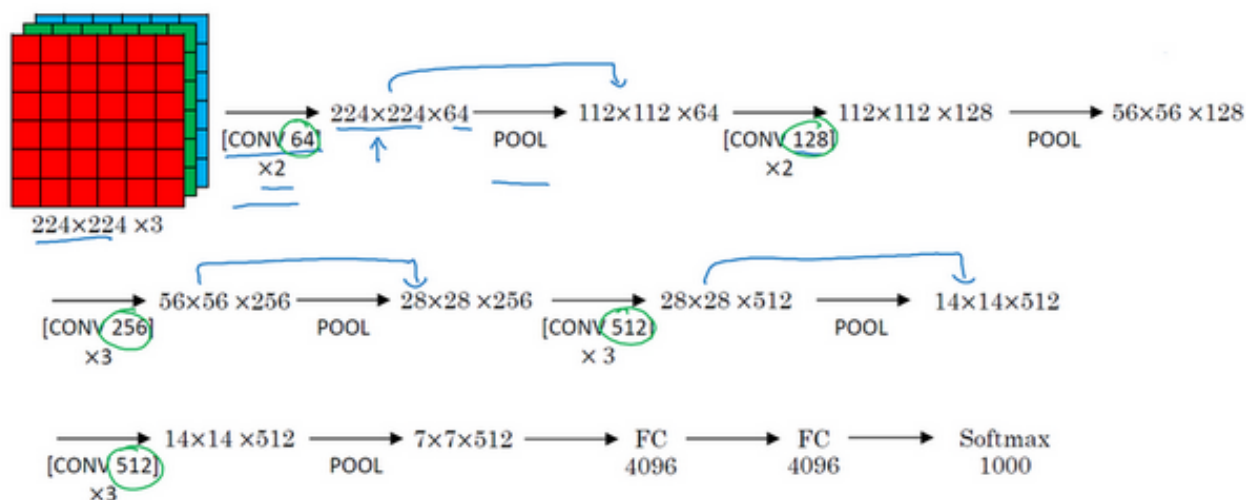 224×224×64 112×112 ×64 112×112 ×128 56×56 ×128
[CONV 64] POOL [CONV 128] POOL
×2 ×2
224×224 ×3
56×56 ×256 28×28 ×256 28×28 ×512 14×14×512
[CONV 256] POOL [CONV 512] POOL
×3 × 3
14×14 ×512 7×7×512 FC FC Softmax
[CONV 512] POOL 4096 4096 1000
×3